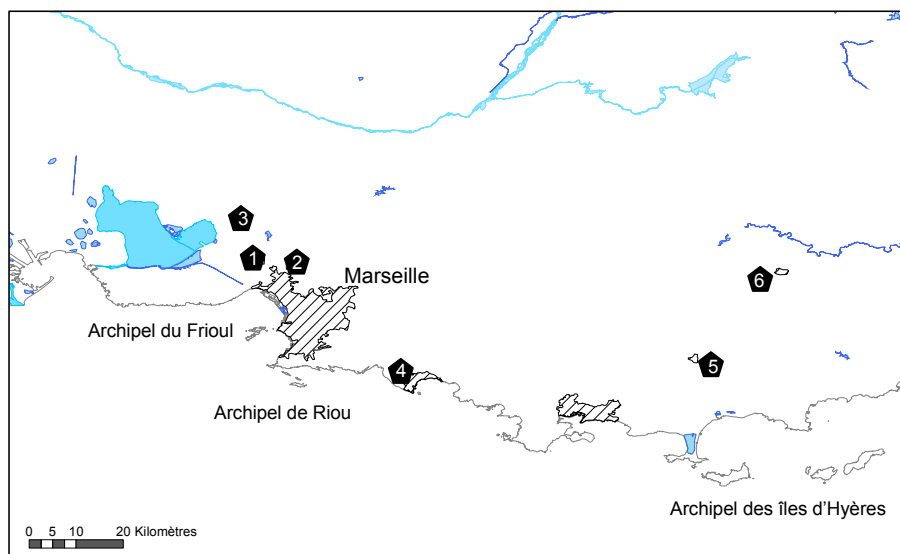 3
1
2
Marseille
6
Archipel du Frioul
4
5
Archipel de Riou
Archipel des îles d'Hyères
0 5 10 20 Kilomètres